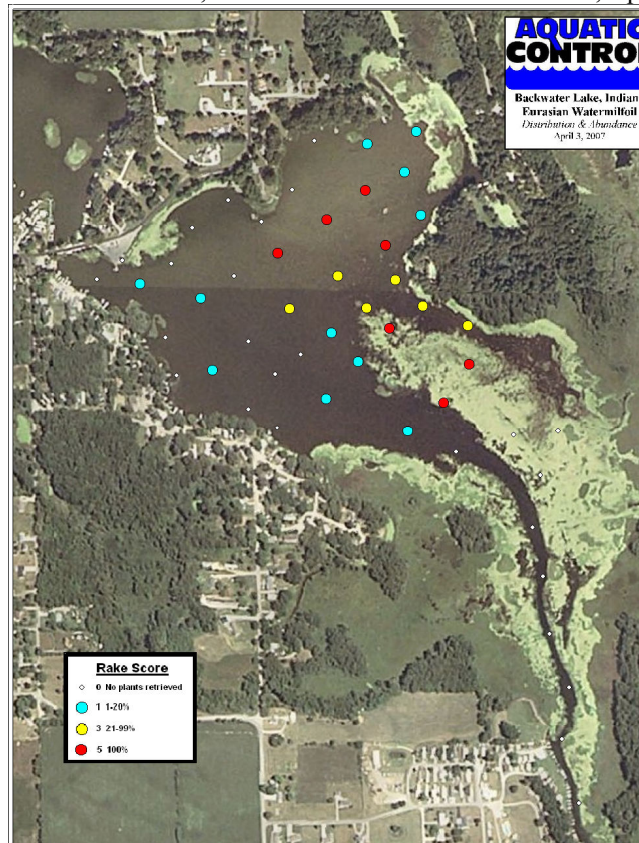 AQUATIC
CONTROL
Backwater Lake, Indian
Eurasian Watermilfoil
Distribution & Abundance
April 3, 2007
Rake Score
0 No plants retrieved
1 1-20%
3 21-99%
5 100%